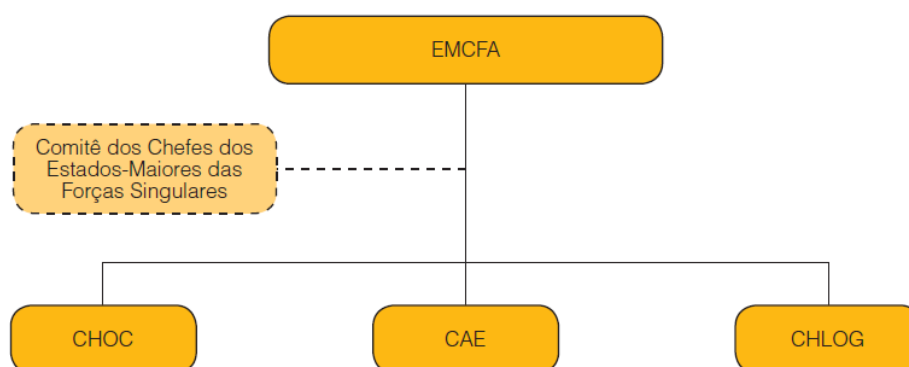 EMCFA
Comitê dos Chefes dos
Estados-Maiores das
Forças Singulares
CHOC
CAE
CHLOG